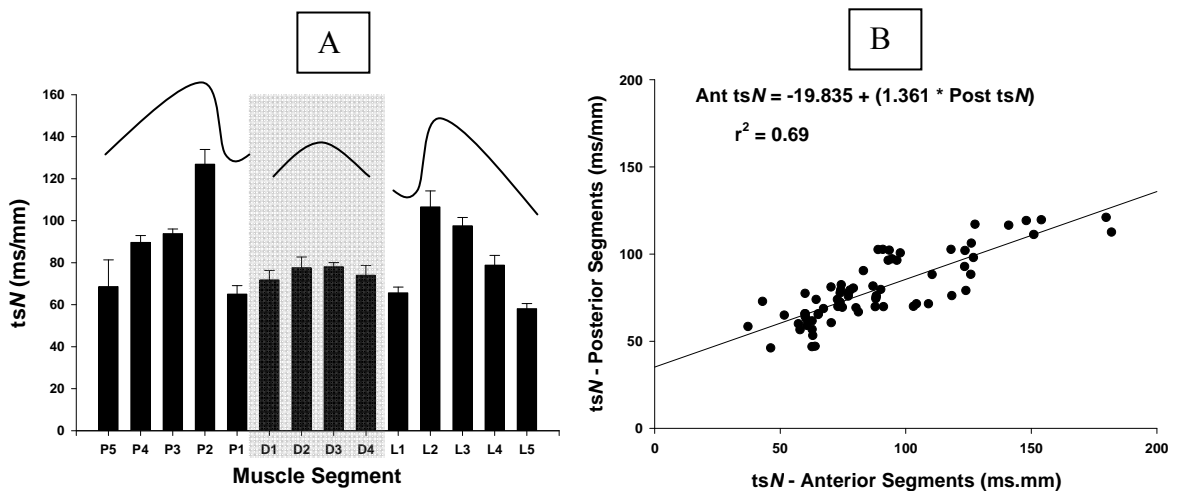 A
tsN (ms/mm)
160
140
120
100
80
60
40
20
0
P5 P4 P3 P2 P1 D1 D2 D3 D4 L1 L2 L3 L4 L5
Muscle Segment
B
Ant tsN = -19.835 + (1.361 * Post tsN)
r² = 0.69
tsN - Posterior Segments (ms/mm)
200
150
100
50
0
0 50 100 150 200
tsN - Anterior Segments (ms.mm)